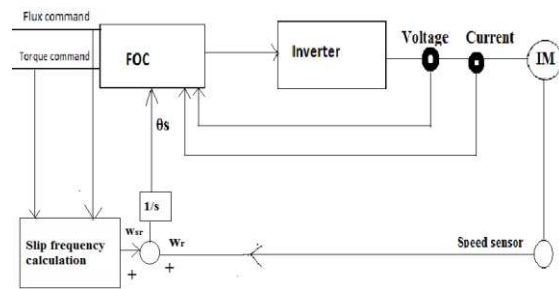 Flux command
Torque command
FOC
Inverter
Voltage
Current
IM
θs
1/s
Slip frequency
calculation
wsr
wr
+
+
Speed sensor